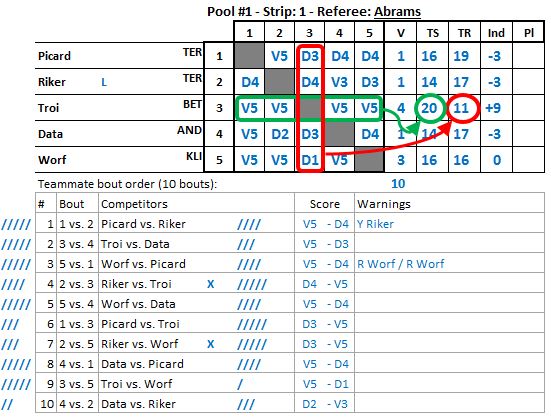 Pool #1 - Strip: 1 - Referee: Abrams
1 2 3 4 5 V TS TR Ind Pl
Picard TER 1 V5 D3 D4 D4 1 16 19 -3
Riker L TER 2 D4 D4 V3 D3 1 14 17 -3
Troi BET 3 V5 V5 V5 V5 4 20 11 +9
Data AND 4 D4 D2 D3 D4 1 14 17 -3
Worf KLI 5 V5 V5 D1 V5 3 16 16 0
Teammate bout order (10 bouts): 10
# Bout Competitors Score Warnings
///// 1 1 vs. 2 Picard vs. Riker //// V5 - D4 Y Riker
///// 2 3 vs. 4 Troi vs. Data /// V5 - D3
///// 3 5 vs. 1 Worf vs. Picard //// V5 - D4 R Worf / R Worf
//// 4 2 vs. 3 Riker vs. Troi X ///// D4 - V5
///// 5 5 vs. 4 Worf vs. Data //// V5 - D4
/// 6 1 vs. 3 Picard vs. Troi ///// D3 - V5
/// 7 2 vs. 5 Riker vs. Worf X ///// D3 - V5
///// 8 4 vs. 1 Data vs. Picard //// V5 - D4
///// 9 3 vs. 5 Troi vs. Worf / V5 - D1
// 10 4 vs. 2 Data vs. Riker /// D2 - V3